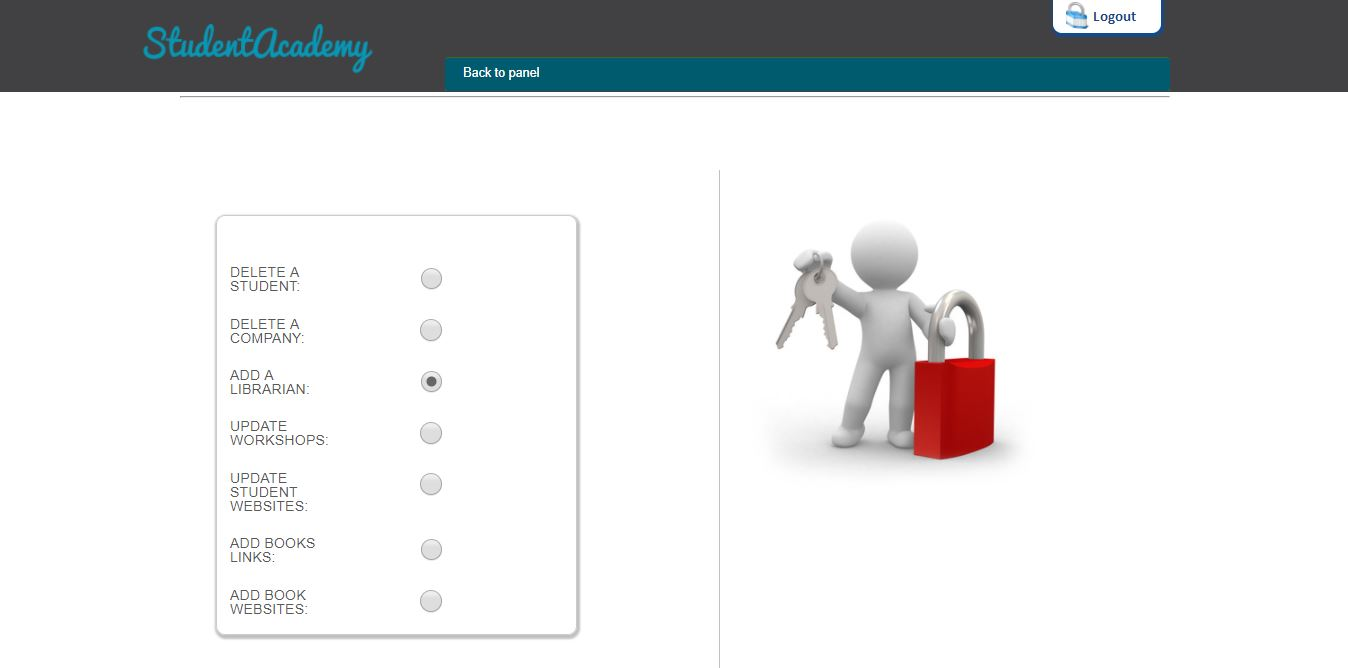 Logout
StudentAcademy
Back to panel
DELETE A
STUDENT:
DELETE A
COMPANY:
ADD A
LIBRARIAN:
UPDATE
WORKSHOPS:
UPDATE
STUDENT
WEBSITES:
ADD BOOKS
LINKS:
ADD BOOK
WEBSITES: